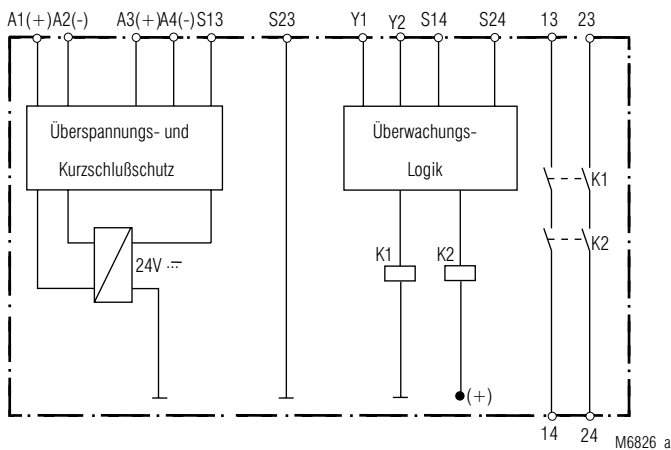 A1(+) A2(-) A3(+) A4(-) S13 S23 Y1 Y2 S14 S24 13 23
Überspannungs- und
Kurzschlußschutz
Überwachungs-
Logik
K1
K2
24V
K1
K2
(+)
14 24
M6826_a